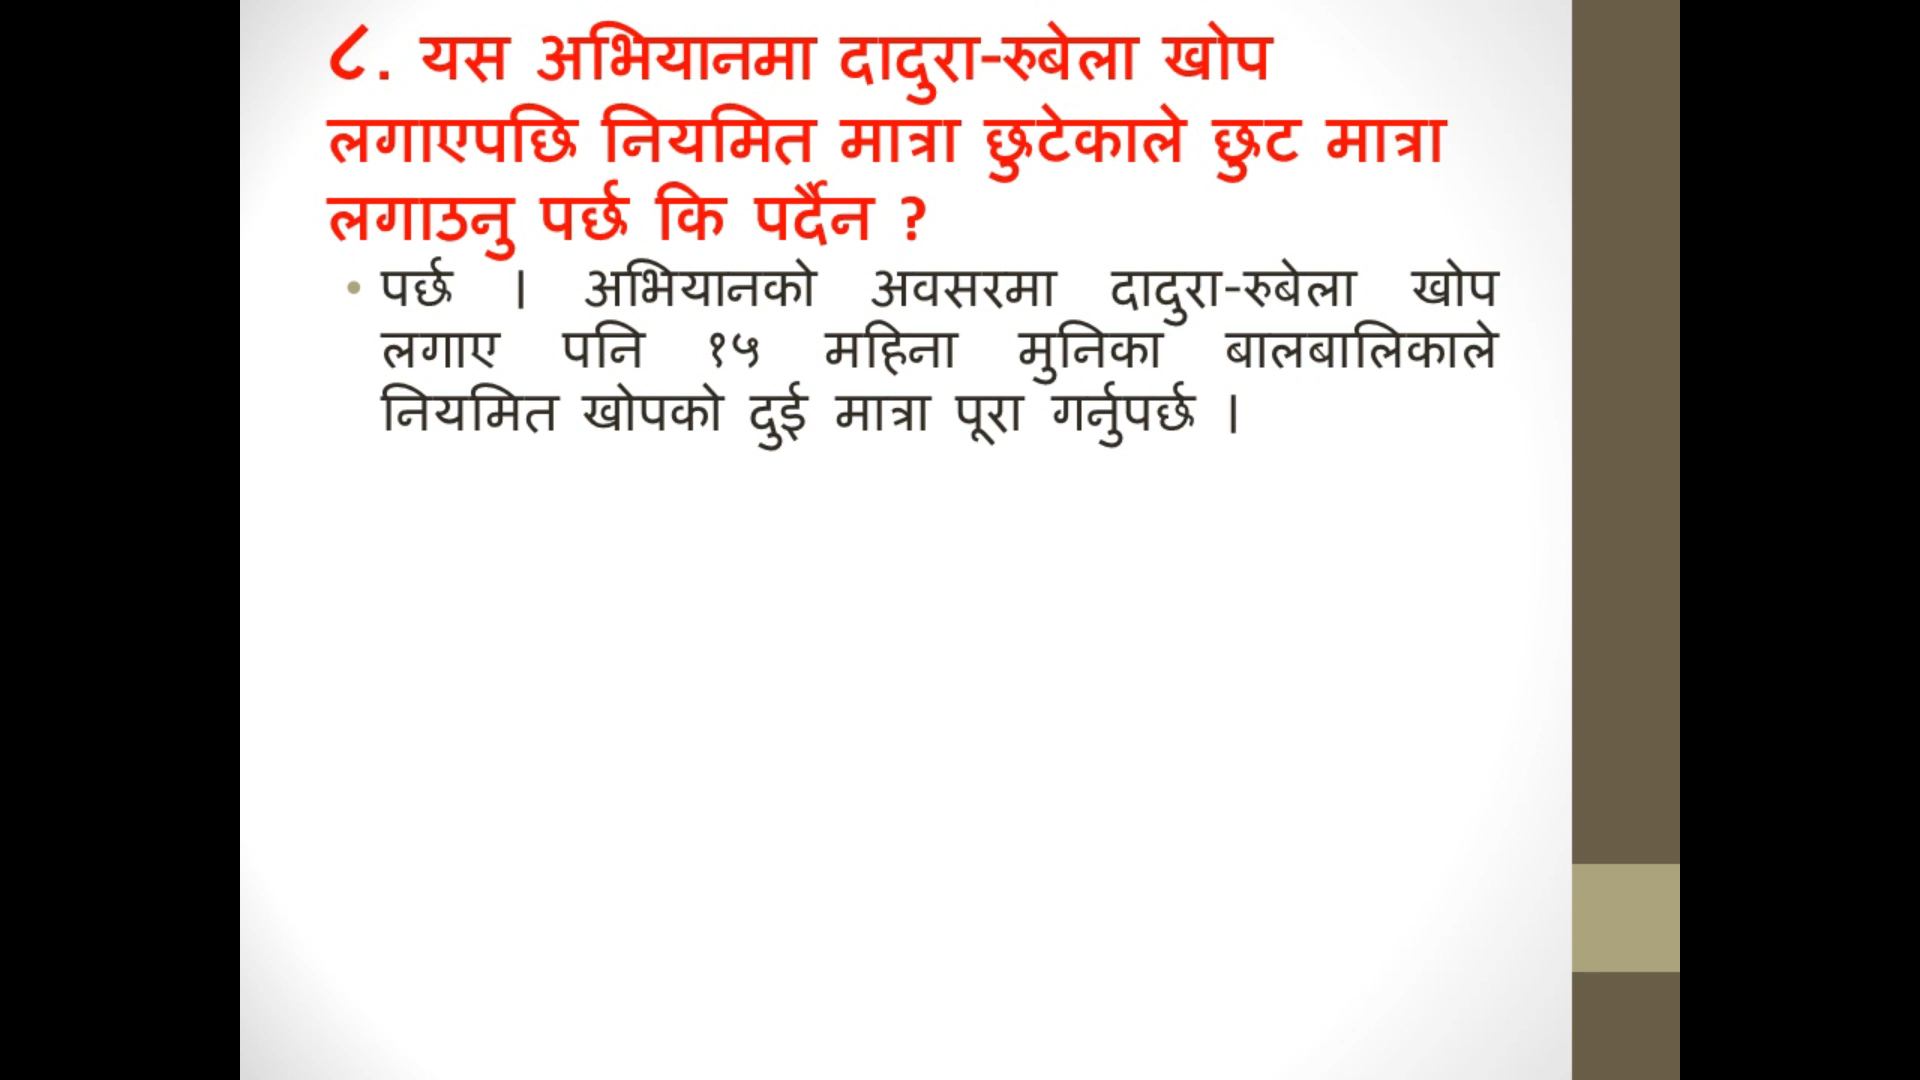 ८. यस अभियानमा दादुरा-रुबेला खोप
लगाएपछि नियमित मात्रा छुटेकाले छुट मात्रा
लगाउनु पर्छ कि पर्दैन ?
• पर्छ । अभियानको अवसरमा दादुरा-रुबेला खोप
लगाए पनि १५ महिना मुनिका बालबालिकाले
नियमित खोपको दुई मात्रा पूरा गर्नुपर्छ ।